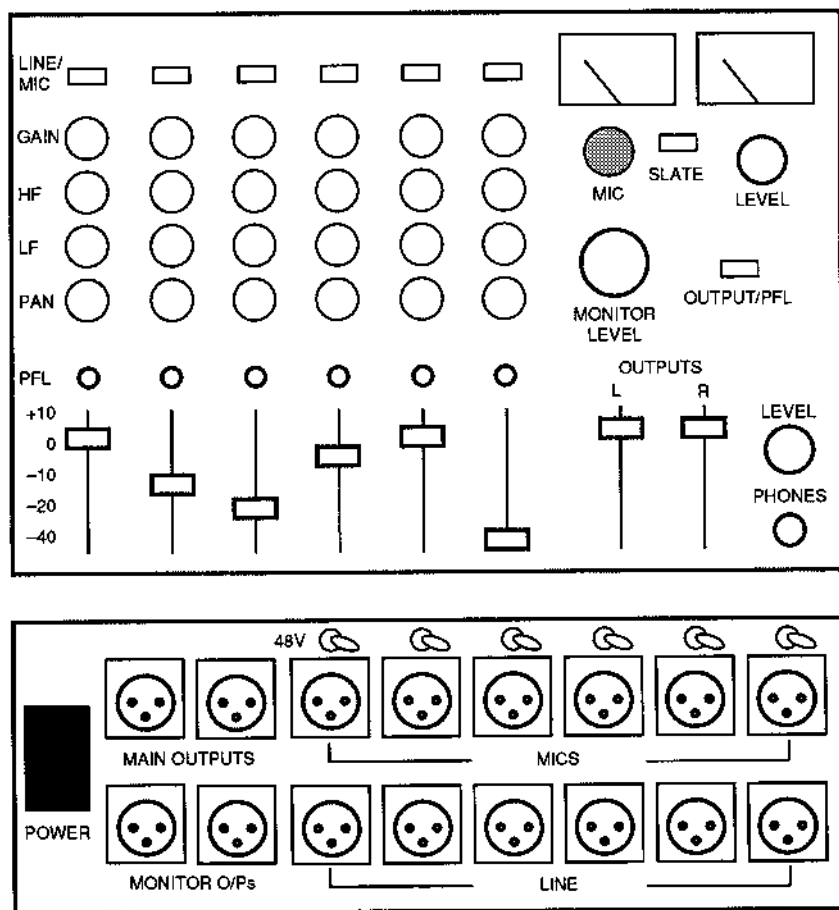 LINE/
MIC
GAIN
HF
LF
PAN
PFL
+10
0
−10
−20
−40
MIC
SLATE
LEVEL
MONITOR
LEVEL
OUTPUT/PFL
OUTPUTS
L R
LEVEL
PHONES
48V
MAIN OUTPUTS
MICS
POWER
MONITOR O/Ps
LINE